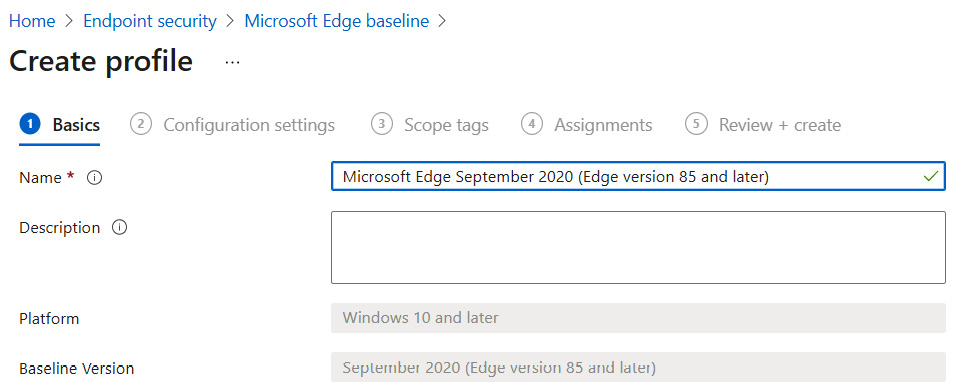 Home > Endpoint security > Microsoft Edge baseline >
Create profile ...
1 Basics 2 Configuration settings 3 Scope tags 4 Assignments 5 Review + create
Name * Microsoft Edge September 2020 (Edge version 85 and later)
Description
Platform Windows 10 and later
Baseline Version September 2020 (Edge version 85 and later)